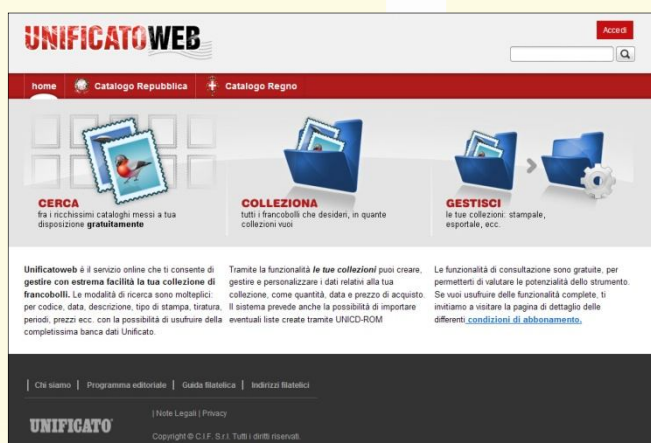 UNIFICATOWEB
Accedi
home
Catalogo Repubblica
Catalogo Regno
CERCA
fra i ricchissimi cataloghi messi a tua
disposizione gratuitamente
COLLEZIONA
tutti i francobolli che desideri, in quante
collezioni vuoi
GESTISCI
le tue collezioni: stampale,
esportale, ecc.
Unificatoweb è il servizio online che ti consente di
gestire con estrema facilità la tua collezione di
francobolli. Le modalità di ricerca sono molteplici:
per codice, data, descrizione, tipo di stampa, tiratura,
periodi, prezzi ecc. con la possibilità di usufruire della
completissima banca dati Unificato.
Tramite la funzionalità le tue collezioni puoi creare,
gestire e personalizzare i dati relativi alla tua
collezione, come quantità, data e prezzo di acquisto.
Il sistema prevede anche la possibilità di importare
eventuali liste create tramite UNICD-ROM
Le funzionalità di consultazione sono gratuite, per
permetterti di valutare le potenzialità dello strumento.
Se vuoi usufruire delle funzionalità complete, ti
invitiamo a visitare la pagina di dettaglio delle
differenti condizioni di abbonamento.
| Chi siamo | Programma editoriale | Guida filatelica | Indirizzi filatelici
UNIFICATO
| Note Legali | Privacy
Copyright © C.I.F. S.r.l. Tutti i diritti riservati.